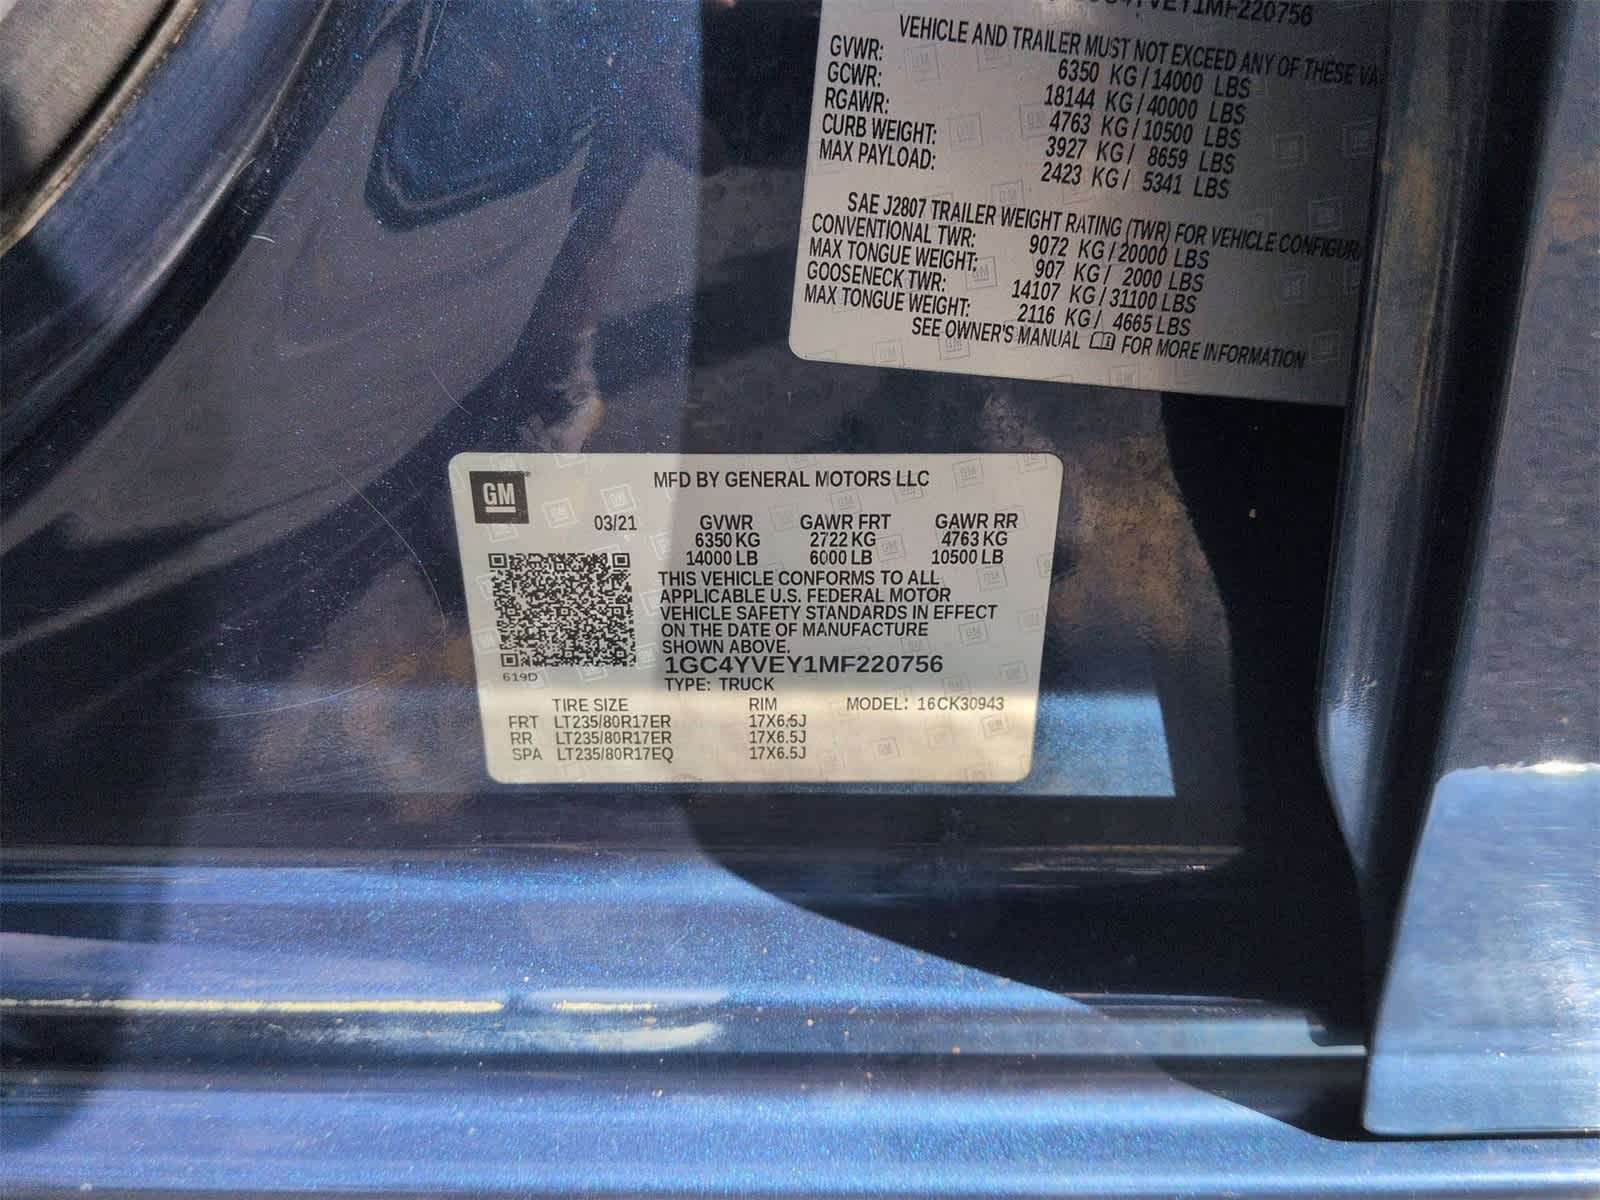 1GC4YVEY1MF220756
VEHICLE AND TRAILER MUST NOT EXCEED ANY OF THESE VA
GVWR: 6350 KG/14000 LBS
GCWR: 18144 KG/40000 LBS
RGAWR: 4763 KG/10500 LBS
CURB WEIGHT: 3927 KG/ 8659 LBS
MAX PAYLOAD: 2423 KG/ 5341 LBS
SAE J2807 TRAILER WEIGHT RATING (TWR) FOR VEHICLE CONFIGURA
CONVENTIONAL TWR: 9072 KG/20000 LBS
MAX TONGUE WEIGHT: 907 KG/ 2000 LBS
GOOSENECK TWR: 14107 KG/31100 LBS
MAX TONGUE WEIGHT: 2116 KG/ 4665 LBS
SEE OWNER'S MANUAL FOR MORE INFORMATION
GM
MFD BY GENERAL MOTORS LLC
03/21 GVWR GAWR FRT GAWR RR
6350 KG 2722 KG 4763 KG
14000 LB 6000 LB 10500 LB
THIS VEHICLE CONFORMS TO ALL
APPLICABLE U.S. FEDERAL MOTOR
VEHICLE SAFETY STANDARDS IN EFFECT
ON THE DATE OF MANUFACTURE
SHOWN ABOVE.
1GC4YVEY1MF220756
619D
TYPE: TRUCK
TIRE SIZE RIM MODEL: 16CK30943
FRT LT235/80R17ER 17X6.5J
RR LT235/80R17ER 17X6.5J
SPA LT235/80R17EQ 17X6.5J